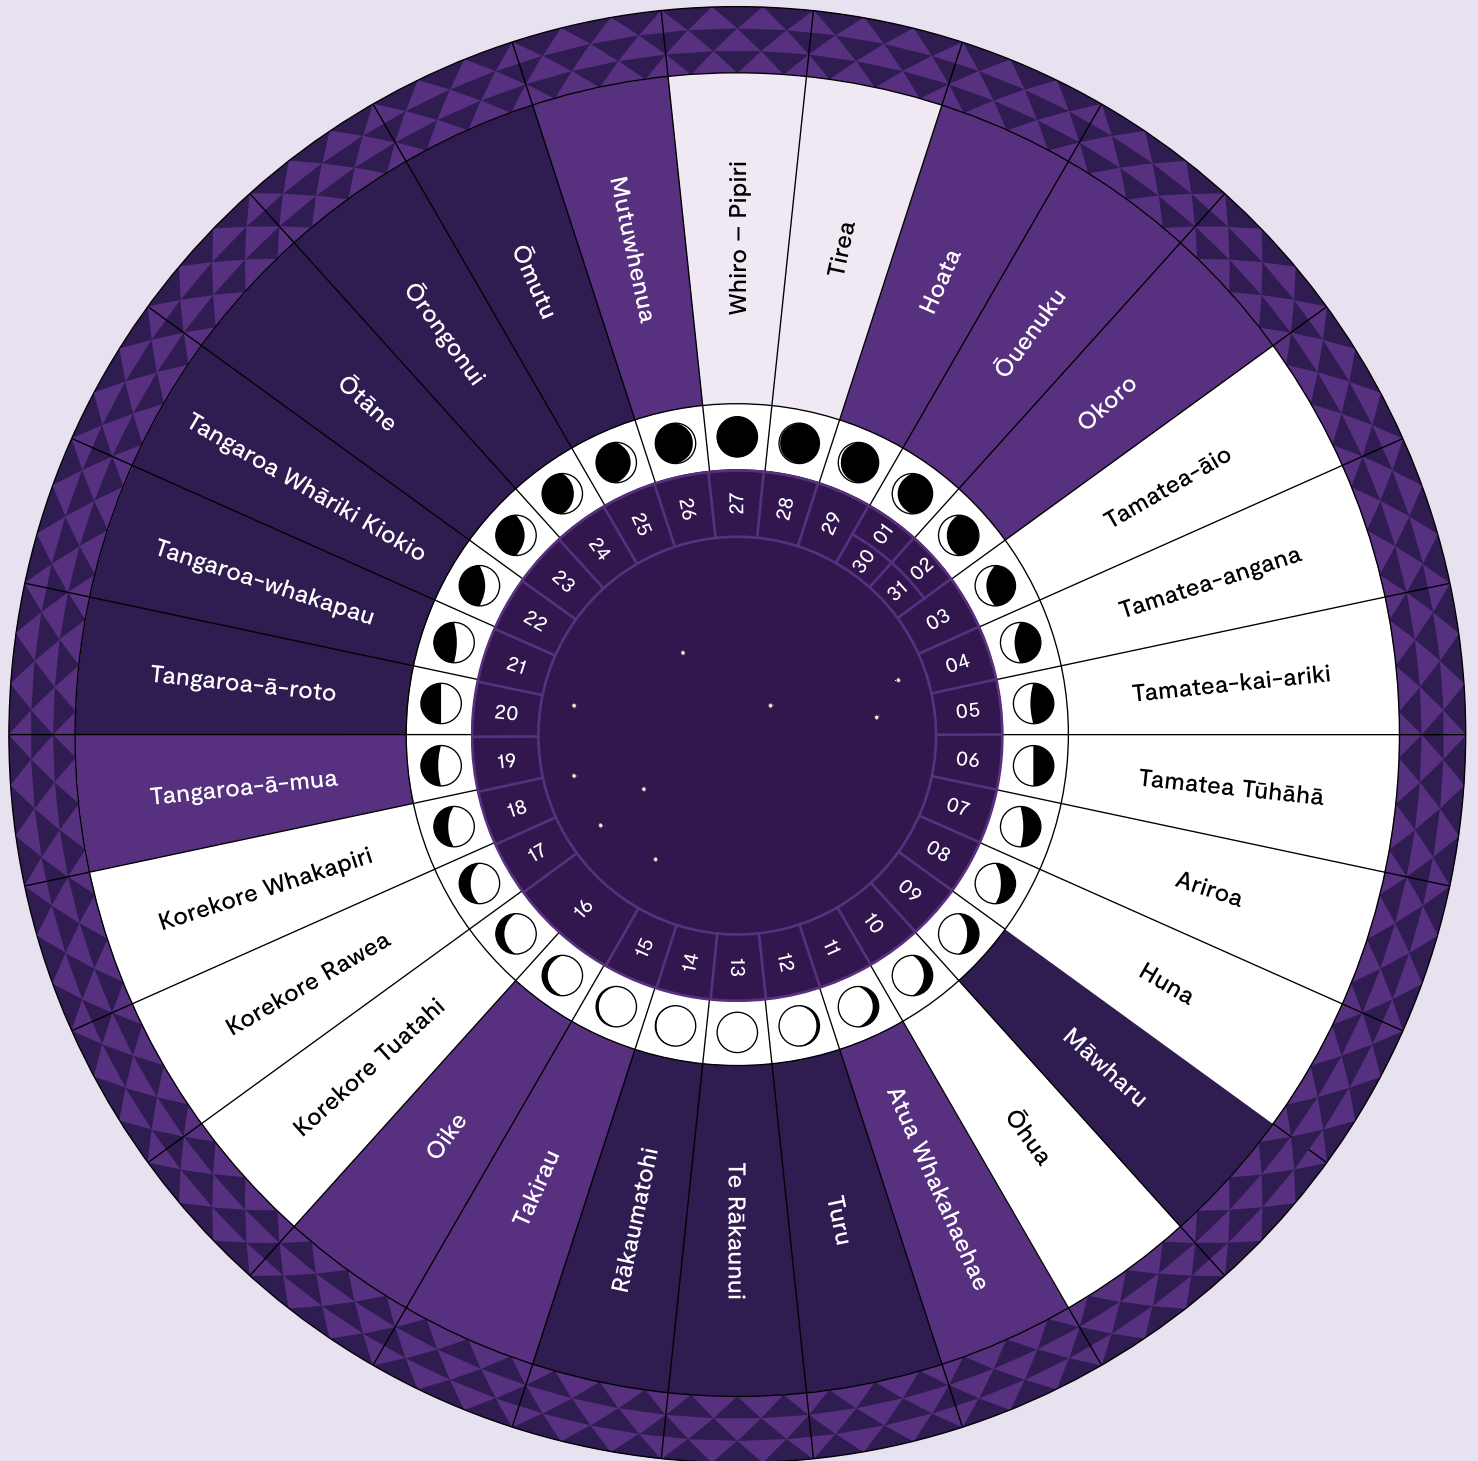 Whiro – Pipiri
Tirea
Hoata
Ōuenuku
Okoro
Tamatea-āio
Tamatea-angana
Tamatea-kai-ariki
Tamatea Tūhāhā
Ariroa
Huna
Māwharu
Ōhua
Atua Whakahaehae
Turu
Te Rākaunui
Rākaumatohi
Takirau
Oike
Korekore Tuatahi
Korekore Rawea
Korekore Whakapiri
Tangaroa-ā-mua
Tangaroa-ā-roto
Tangaroa-whakapau
Tangaroa Whāriki Kiokio
Ōtāne
Ōrongonui
Ōmutu
Mutuwhenua
27
28
29
30
01
31
02
03
04
05
06
07
08
09
10
11
12
13
14
15
16
17
18
19
20
21
22
23
24
25
26